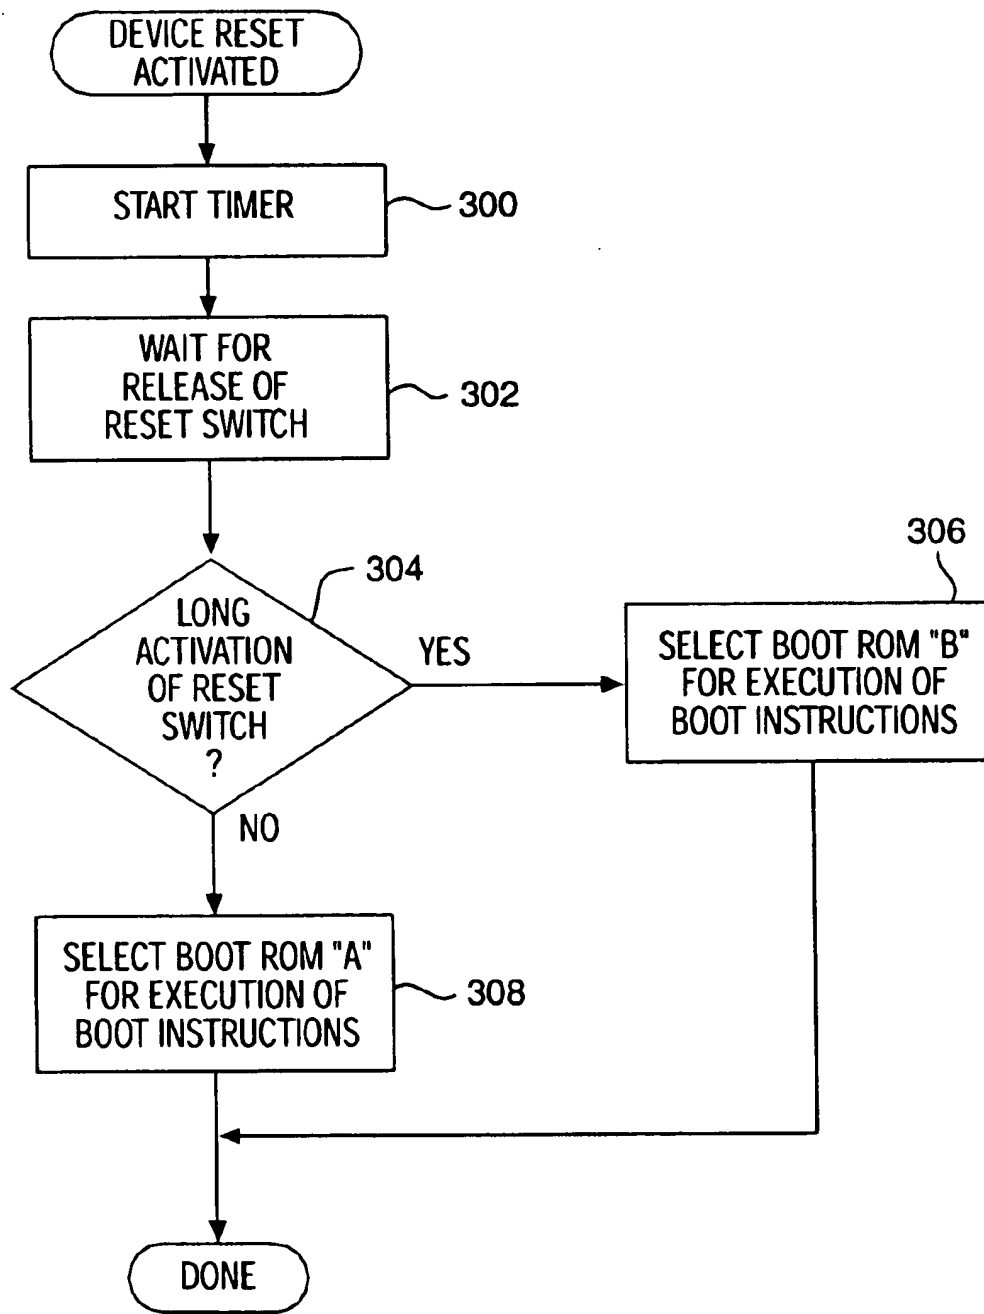 DEVICE RESET
ACTIVATED
START TIMER
300
WAIT FOR
RELEASE OF
RESET SWITCH
302
304
LONG
ACTIVATION
OF RESET
SWITCH
?
YES
306
SELECT BOOT ROM "B"
FOR EXECUTION OF
BOOT INSTRUCTIONS
NO
SELECT BOOT ROM "A"
FOR EXECUTION OF
BOOT INSTRUCTIONS
308
DONE